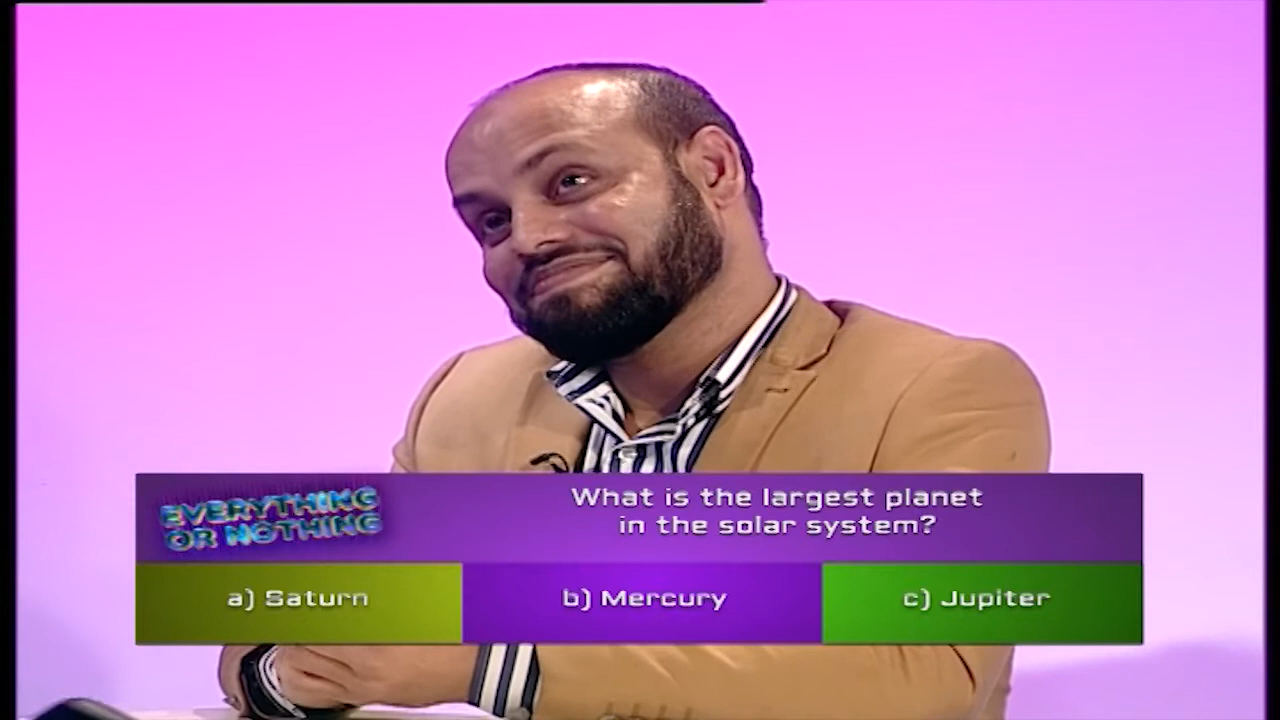 EVERYTHING
OR NOTHING
What is the largest planet
in the solar system?
a) Saturn
b) Mercury
c) Jupiter